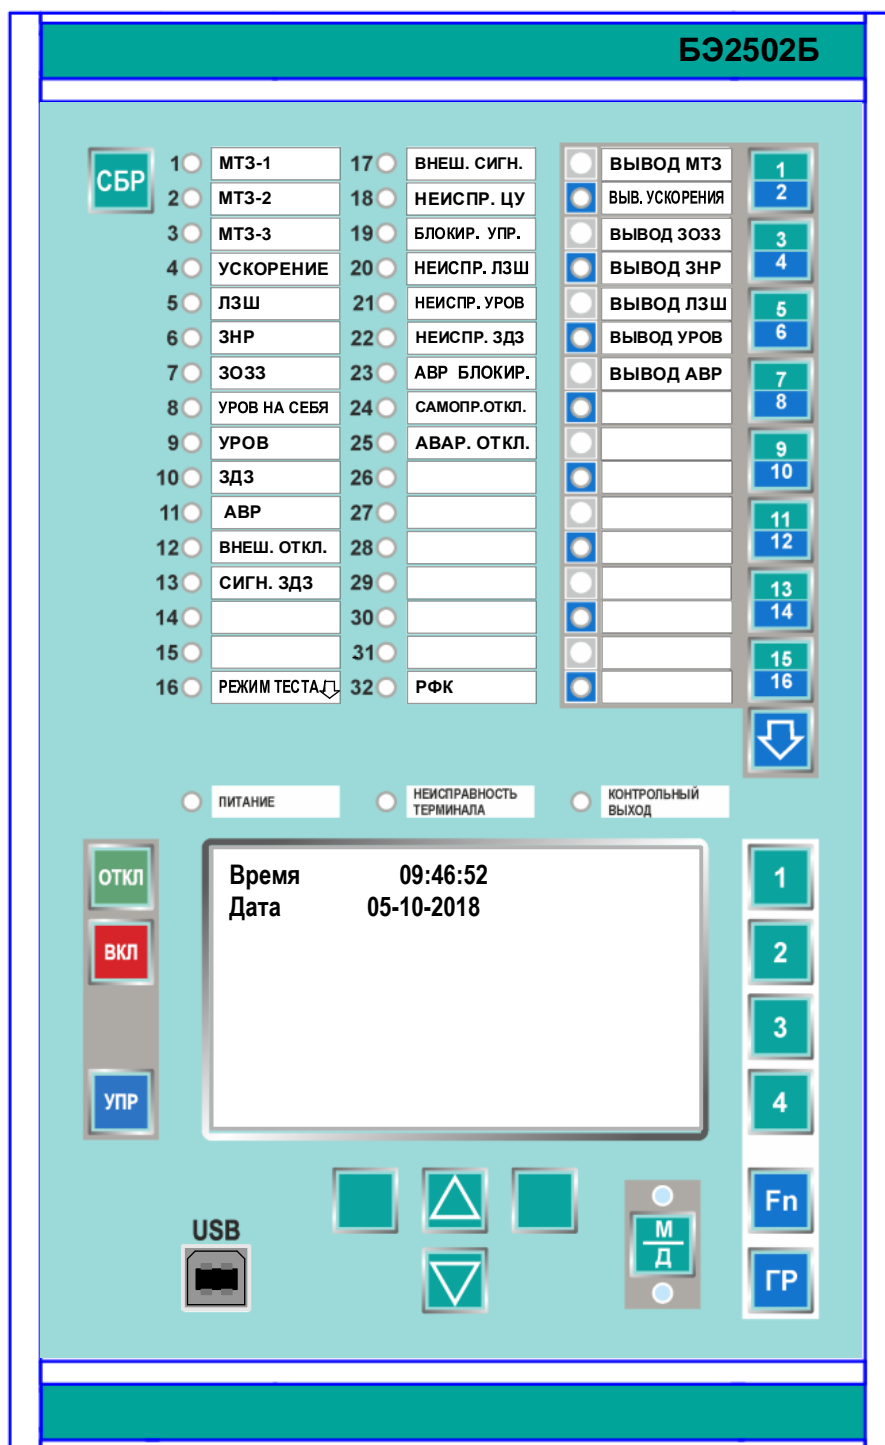 БЭ2502Б
СБР
1 МТЗ-1
2 МТЗ-2
3 МТЗ-3
4 УСКОРЕНИЕ
5 ЛЗШ
6 ЗНР
7 ЗОЗЗ
8 УРОВ НА СЕБЯ
9 УРОВ
10 ЗДЗ
11 АВР
12 ВНЕШ. ОТКЛ.
13 СИГН. ЗДЗ
14
15
16 РЕЖИМ ТЕСТА
17 ВНЕШ. СИГН.
18 НЕИСПР. ЦУ
19 БЛОКИР. УПР.
20 НЕИСПР. ЛЗШ
21 НЕИСПР. УРОВ
22 НЕИСПР. ЗДЗ
23 АВР БЛОКИР.
24 САМОПР.ОТКЛ.
25 АВАР. ОТКЛ.
26
27
28
29
30
31
32 РФК
ВЫВОД МТЗ
ВЫВ. УСКОРЕНИЯ
ВЫВОД ЗОЗЗ
ВЫВОД ЗНР
ВЫВОД ЛЗШ
ВЫВОД УРОВ
ВЫВОД АВР
1
2
3
4
5
6
7
8
9
10
11
12
13
14
15
16
ПИТАНИЕ
НЕИСПРАВНОСТЬ
ТЕРМИНАЛА
КОНТРОЛЬНЫЙ
ВЫХОД
ОТКЛ
ВКЛ
УПР
Время 09:46:52
Дата 05-10-2018
1
2
3
4
Fn
ГР
USB
М
Д